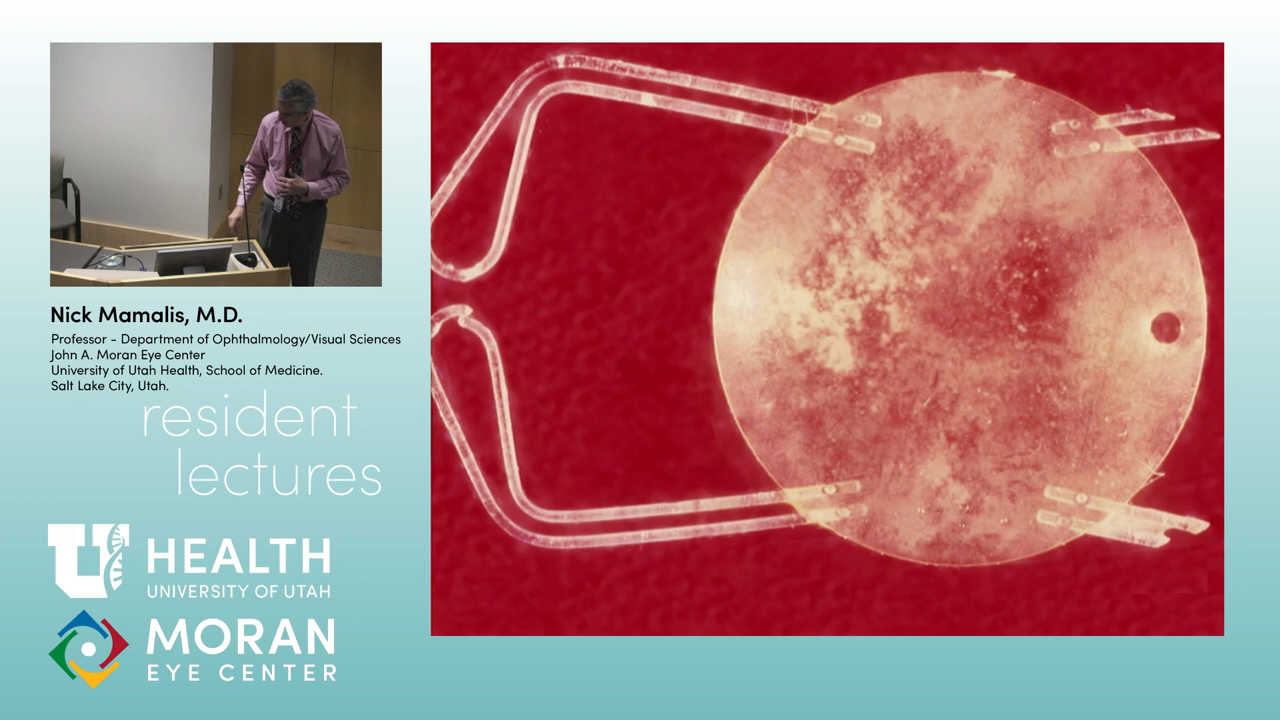 Nick Mamalis, M.D.
Professor - Department of Ophthalmology/Visual Sciences
John A. Moran Eye Center
University of Utah Health, School of Medicine.
Salt Lake City, Utah.
resident
lectures
U HEALTH
UNIVERSITY OF UTAH
MORAN
EYE CENTER